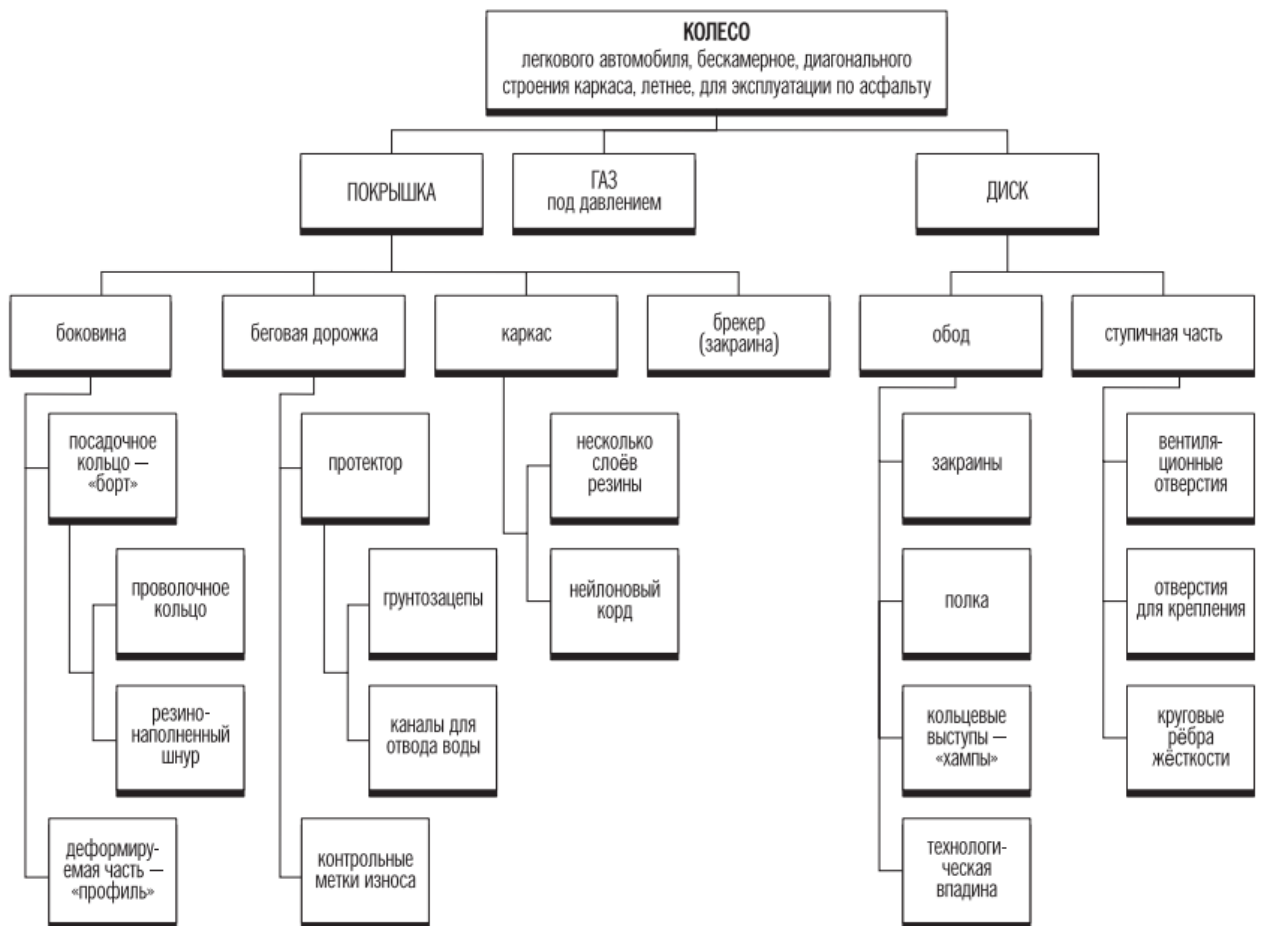 КОЛЕСО
легкового автомобиля, бескамерное, диагонального
строения каркаса, летнее, для эксплуатации по асфальту
ПОКРЫШКА
ГАЗ
под давлением
ДИСК
боковина
беговая дорожка
каркас
брекер
(закраина)
обод
ступичная часть
посадочное
кольцо —
«борт»
протектор
несколько
слоёв
резины
закраины
вентиля-
ционные
отверстия
проволочное
кольцо
грунтозацепы
нейлоновый
корд
полка
отверстия
для крепления
резино-
наполненный
шнур
каналы для
отвода воды
кольцевые
выступы —
«хампы»
круговые
рёбра
жёсткости
деформиру-
емая часть —
«профиль»
контрольные
метки износа
технологи-
ческая
впадина